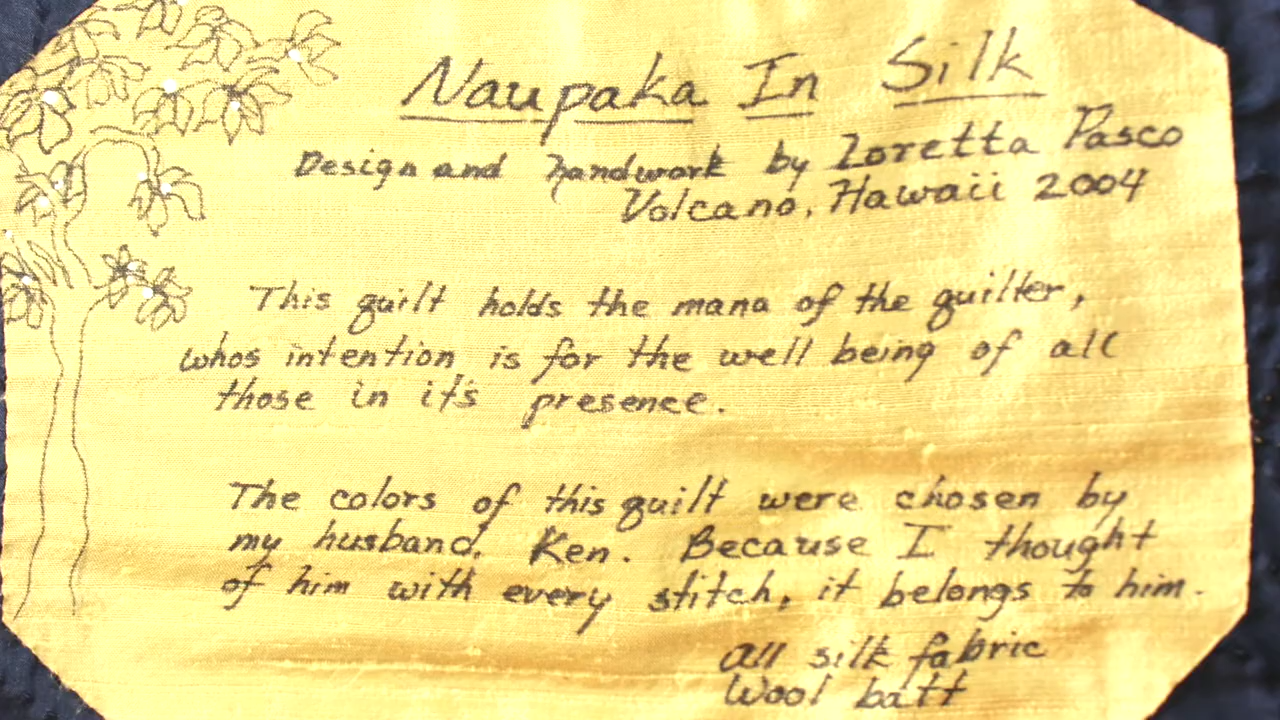 Naupaka In Silk
Design and handwork by Loretta Pasco
Volcano, Hawaii 2004
This quilt holds the mana of the quilter,
whos intention is for the well being of all
those in it's presence.
The colors of this quilt were chosen by
my husband, Ken. Because I thought
of him with every stitch, it belongs to him.
All silk fabric
Wool batt